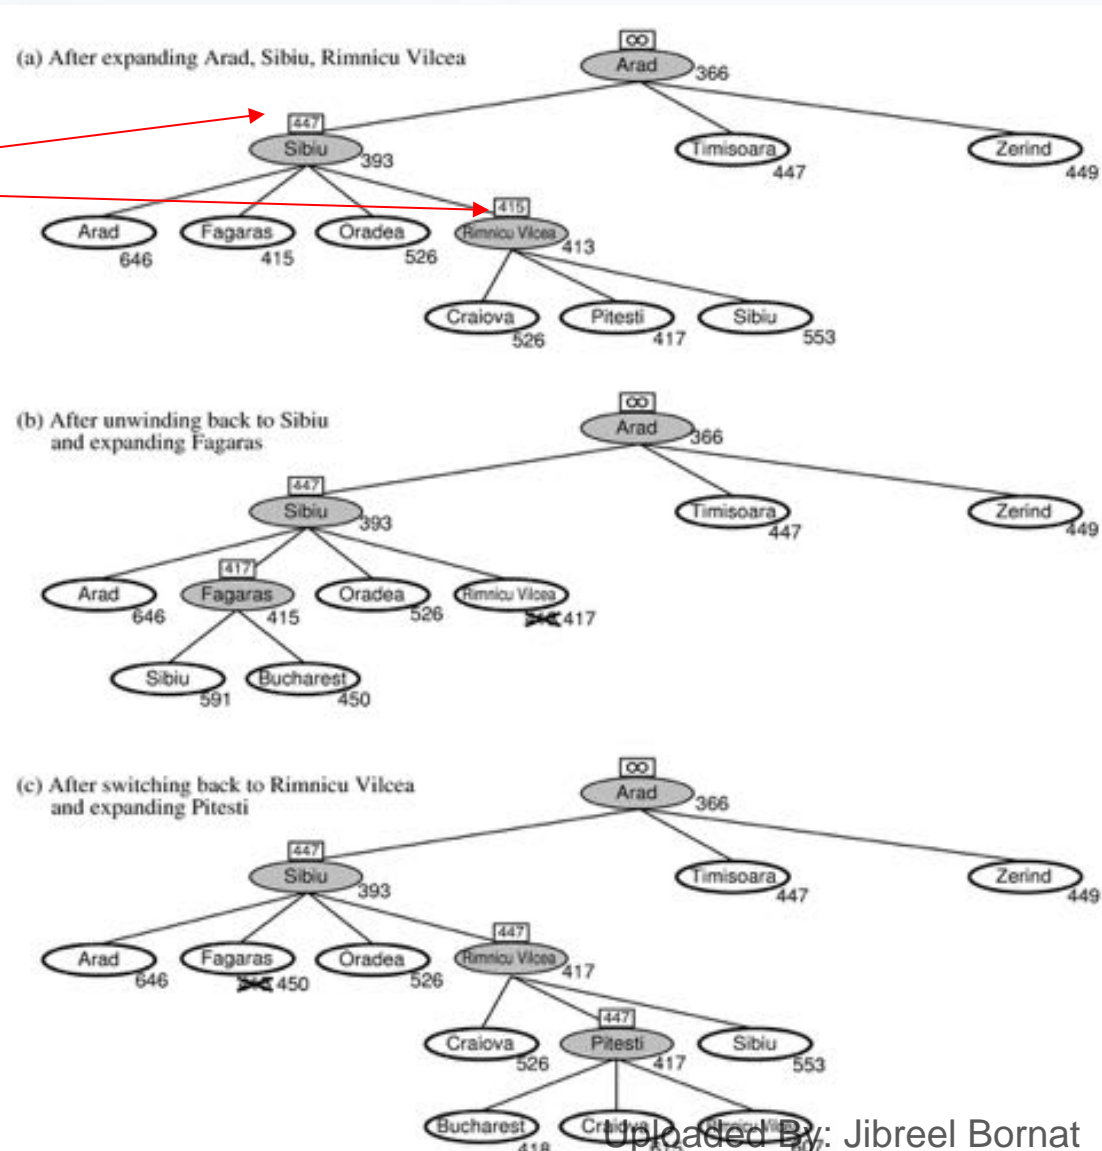 (a) After expanding Arad, Sibiu, Rimnicu Vilcea
∞
Arad
366
447
Sibiu
393
Timisoara
447
Zerind
449
Arad
646
Fagaras
415
Oradea
526
415
Rimnicu Vilcea
413
Craiova
526
Pitesti
417
Sibiu
553
(b) After unwinding back to Sibiu
and expanding Fagaras
∞
Arad
366
447
Sibiu
393
Timisoara
447
Zerind
449
Arad
646
417
Fagaras
415
Oradea
526
Rimnicu Vilcea
417
Sibiu
591
Bucharest
450
(c) After switching back to Rimnicu Vilcea
and expanding Pitesti
∞
Arad
366
447
Sibiu
393
Timisoara
447
Zerind
449
Arad
646
Fagaras
450
Oradea
526
447
Rimnicu Vilcea
417
Craiova
526
447
Pitesti
417
Sibiu
553
Bucharest
418
Craiova
615
Rimnicu Vilcea
607
Uploaded By: Jibreel Bornat